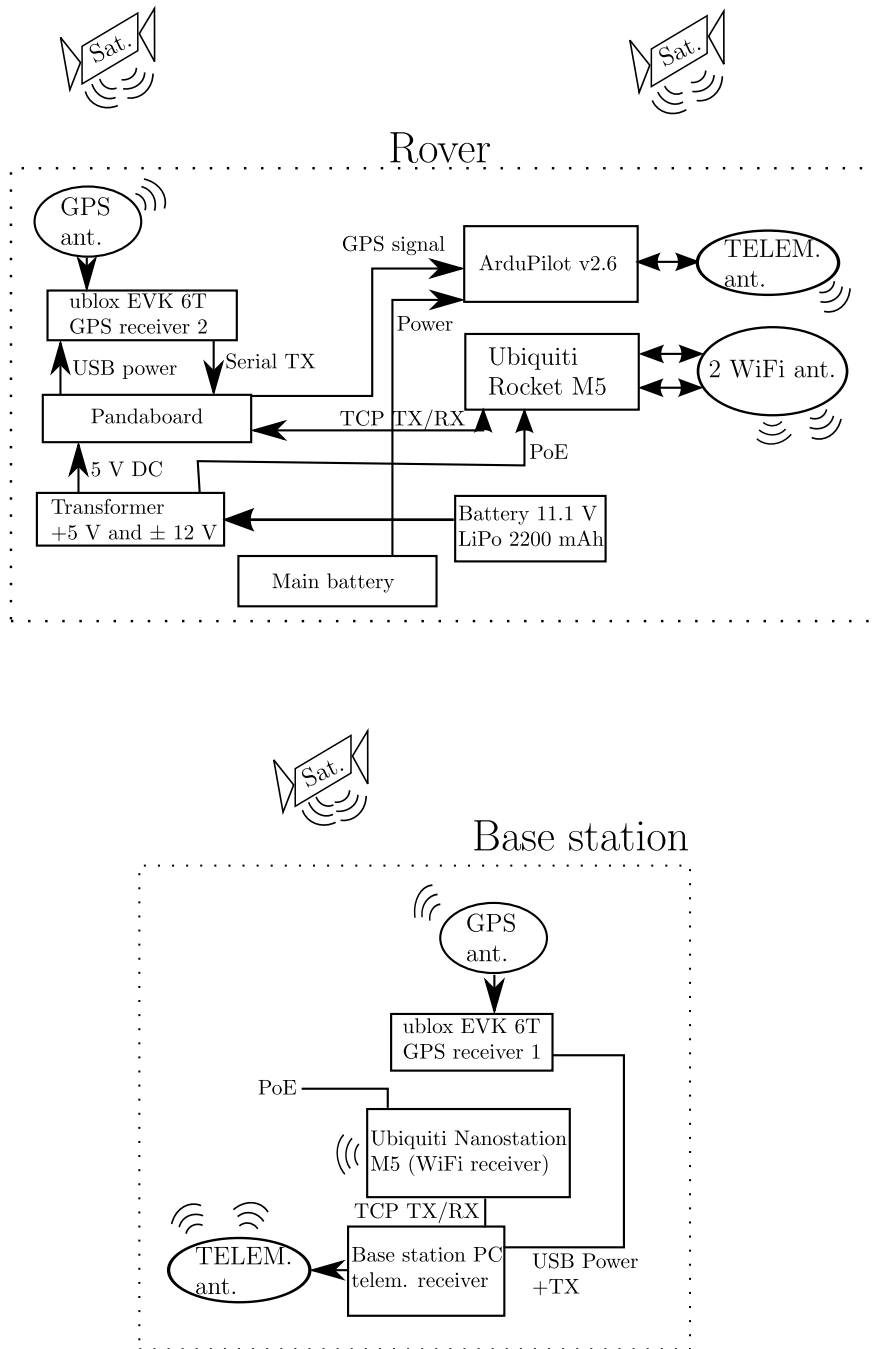 Sat.
Sat.
Rover
GPS
ant.
GPS signal
ArduPilot v2.6
TELEM.
ant.
ublox EVK 6T
GPS receiver 2
Power
USB power
Serial TX
Ubiquiti
Rocket M5
2 WiFi ant.
Pandaboard
TCP TX/RX
5 V DC
PoE
Transformer
+5 V and ± 12 V
Battery 11.1 V
LiPo 2200 mAh
Main battery
Sat.
Base station
GPS
ant.
ublox EVK 6T
GPS receiver 1
PoE
Ubiquiti Nanostation
M5 (WiFi receiver)
TCP TX/RX
TELEM.
ant.
Base station PC
telem. receiver
USB Power
+TX